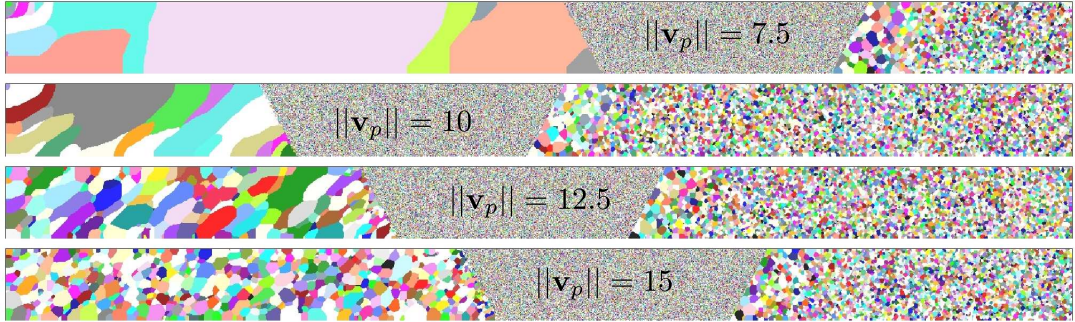 ||v_p|| = 7.5
||v_p|| = 10
||v_p|| = 12.5
||v_p|| = 15